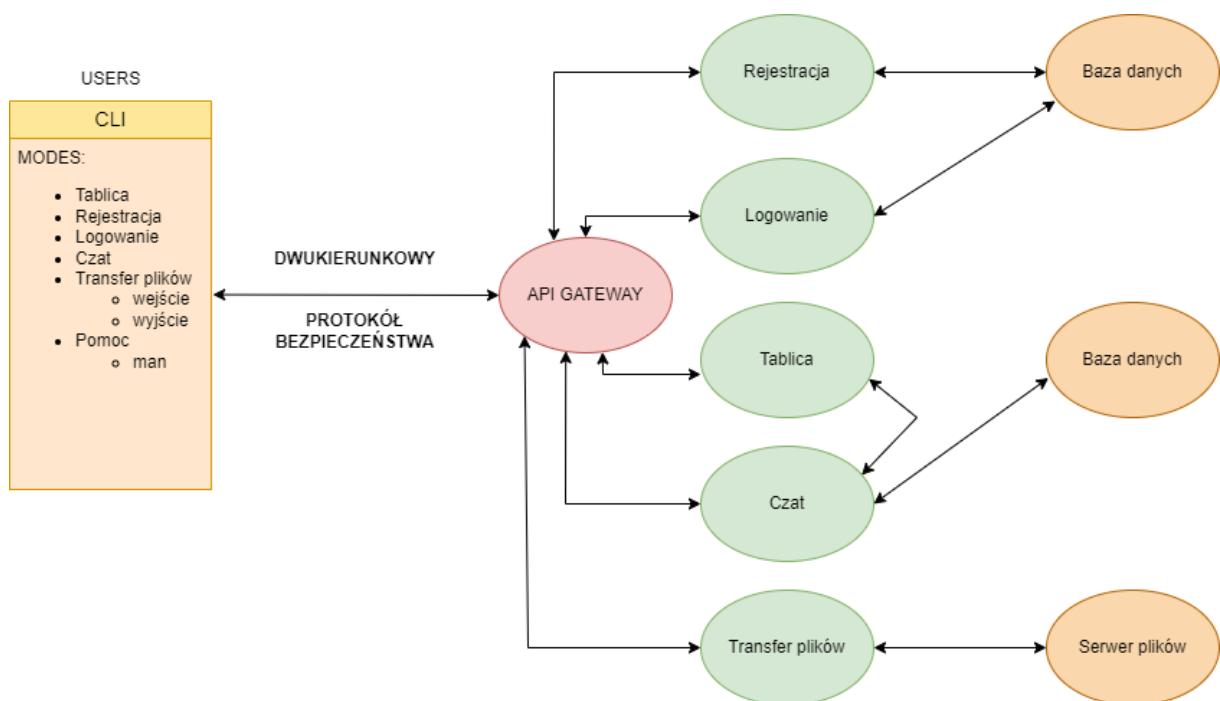 USERS
CLI
MODES:
Tablica
Rejestracja
Logowanie
Czat
Transfer plików
wejście
wyjście
Pomoc
man
DWUKIERUNKOWY
PROTOKÓŁ
BEZPIECZEŃSTWA
API GATEWAY
Rejestracja
Baza danych
Logowanie
Tablica
Baza danych
Czat
Transfer plików
Serwer plików